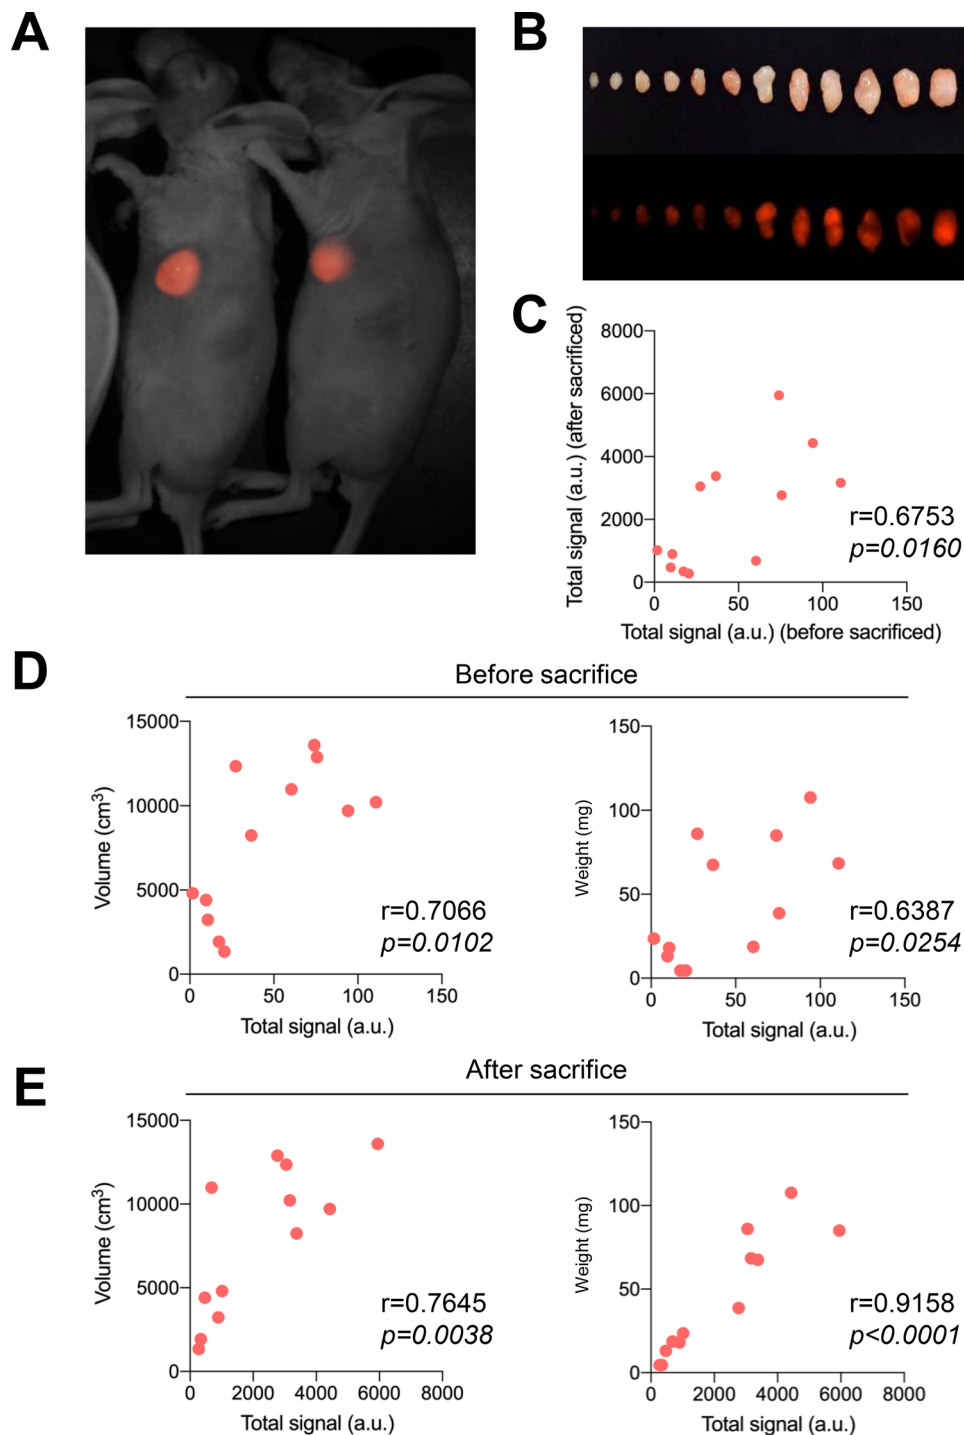 A
B
C
8000
6000
4000
2000
0
Total signal (a.u.) (after sacrificed)
r=0.6753
p=0.0160
0 50 100 150
Total signal (a.u.) (before sacrificed)
D
Before sacrifice
15000
10000
5000
0
Volume (cm³)
r=0.7066
p=0.0102
0 50 100 150
Total signal (a.u.)
150
100
50
0
Weight (mg)
r=0.6387
p=0.0254
0 50 100 150
Total signal (a.u.)
E
After sacrifice
15000
10000
5000
0
Volume (cm³)
r=0.7645
p=0.0038
0 2000 4000 6000 8000
Total signal (a.u.)
150
100
50
0
Weight (mg)
r=0.9158
p<0.0001
0 2000 4000 6000 8000
Total signal (a.u.)